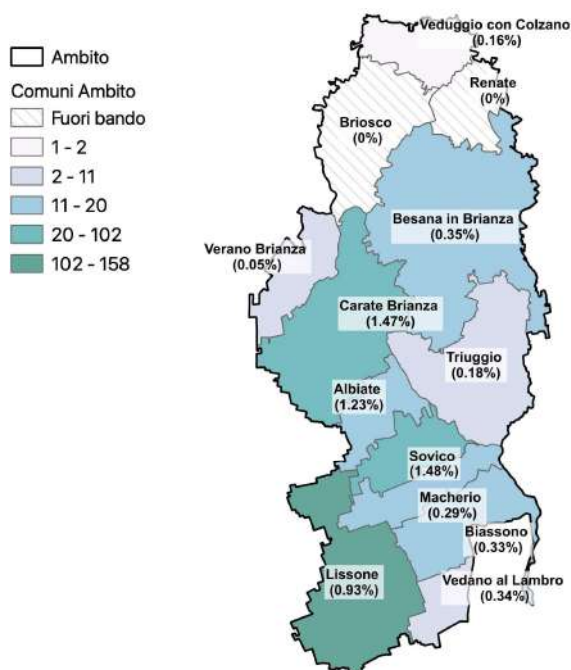 Ambito
Comuni Ambito
Fuori bando
1 - 2
2 - 11
11 - 20
20 - 102
102 - 158
Veduggio con Colzano
(0.16%)
Renate
(0%)
Briosco
(0%)
Besana in Brianza
(0.35%)
Verano Brianza
(0.05%)
Carate Brianza
(1.47%)
Triuggio
(0.18%)
Albiate
(1.23%)
Sovico
(1.48%)
Macherio
(0.29%)
Biassono
(0.33%)
Lissone
(0.93%)
Vedano al Lambro
(0.34%)